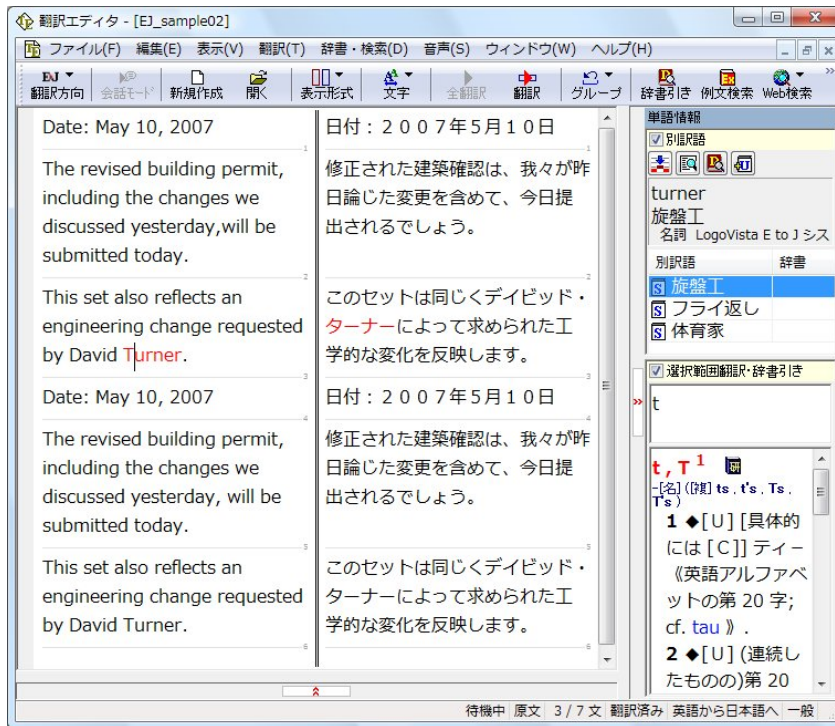 翻訳エディタ - [EJ_sample02]
ファイル(F) 編集(E) 表示(V) 翻訳(T) 辞書・検索(D) 音声(S) ウィンドウ(W) ヘルプ(H)
EJ
翻訳方向 会話モード 新規作成 開く 表示形式 文字 全翻訳 翻訳 グループ 辞書引き 例文検索 Web検索
Date: May 10, 2007
1
The revised building permit,
including the changes we
discussed yesterday,will be
submitted today.
2
This set also reflects an
engineering change requested
by David Turner.
3
Date: May 10, 2007
4
The revised building permit,
including the changes we
discussed yesterday, will be
submitted today.
5
This set also reflects an
engineering change requested
by David Turner.
6
日付：２００７年５月１０日
1
修正された建築確認は、我々が昨
日論じた変更を含めて、今日提
出されるでしょう。
2
このセットは同じくデイビッド・
ターナーによって求められた工
学的な変化を反映します。
3
日付：２００７年５月１０日
4
修正された建築確認は、我々が昨
日論じた変更を含めて、今日提
出されるでしょう。
5
このセットは同じくデイビッド・
ターナーによって求められた工
学的な変化を反映します。
6
単語情報
別訳語
turner
旋盤工
名詞 LogoVista E to J シス
別訳語 辞書
S 旋盤工
S フライ返し
S 体育家
選択範囲翻訳・辞書引き
t
t , T 1 研
-[名] ([複] ts , t's , Ts ,
T's )
1 ◆[Ｕ] [具体的
には [Ｃ]] ティー
《英語アルファベ
ットの第 20 字;
cf. tau 》.
2 ◆[Ｕ] (連続し
たものの)第 20
待機中 原文 3 / 7 文 翻訳済み 英語から日本語へ 一般